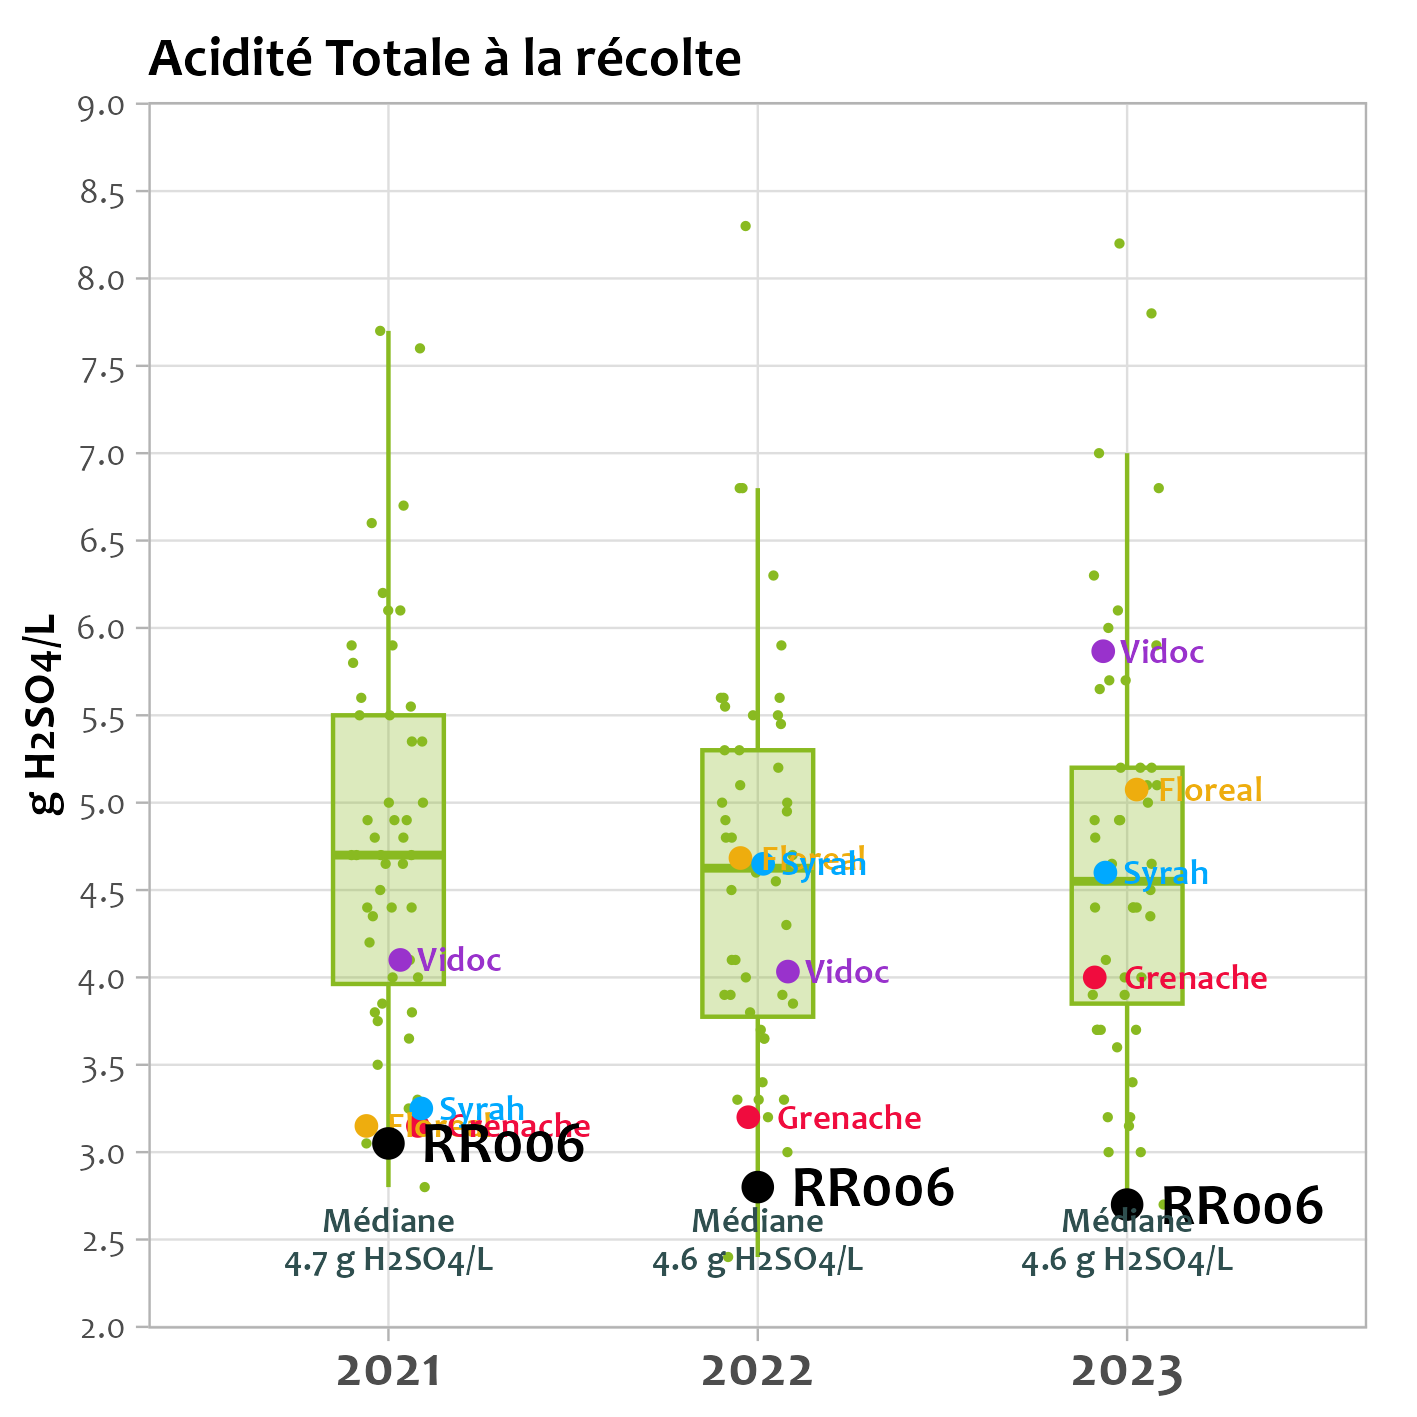 Acidité Totale à la récolte
g H2SO4/L
9.0
8.5
8.0
7.5
7.0
6.5
6.0
5.5
5.0
4.5
4.0
3.5
3.0
2.5
2.0
Vidoc
Syrah
Floreal
Grenache
RR006
Médiane
4.7 g H2SO4/L
Floreal
Syrah
Vidoc
Grenache
RR006
Médiane
4.6 g H2SO4/L
Vidoc
Floreal
Syrah
Grenache
RR006
Médiane
4.6 g H2SO4/L
2021
2022
2023